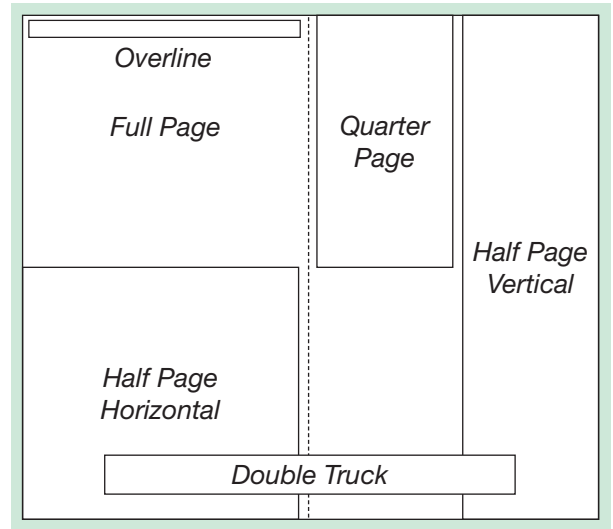 Overline
Full Page
Quarter
Page
Half Page
Vertical
Half Page
Horizontal
Double Truck